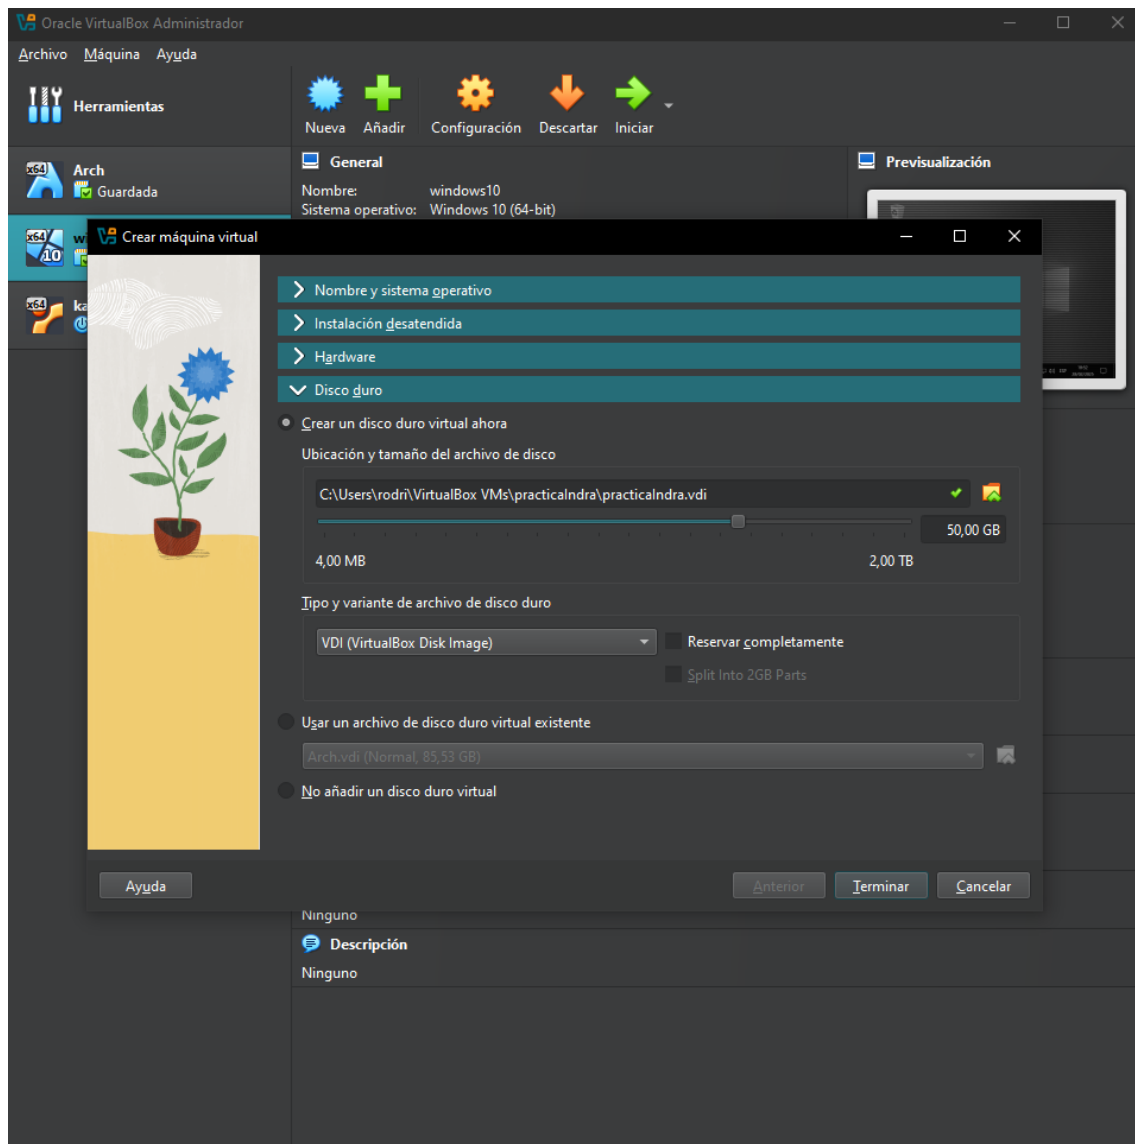 Oracle VirtualBox Administrador
Archivo Máquina Ayuda
Herramientas
Nueva Añadir Configuración Descartar Iniciar
x64 Arch
Guardada
General
Previsualización
Nombre: windows10
Sistema operativo: Windows 10 (64-bit)
x64 10
x64
Crear máquina virtual
Nombre y sistema operativo
Instalación desatendida
Hardware
Disco duro
Crear un disco duro virtual ahora
Ubicación y tamaño del archivo de disco
C:\Users\rodri\VirtualBox VMs\practicaIndra\practicaIndra.vdi
50,00 GB
4,00 MB 2,00 TB
Tipo y variante de archivo de disco duro
VDI (VirtualBox Disk Image) Reservar completamente
Split Into 2GB Parts
Usar un archivo de disco duro virtual existente
Arch.vdi (Normal, 85,53 GB)
No añadir un disco duro virtual
Ayuda Anterior Terminar Cancelar
Ninguno
Descripción
Ninguno